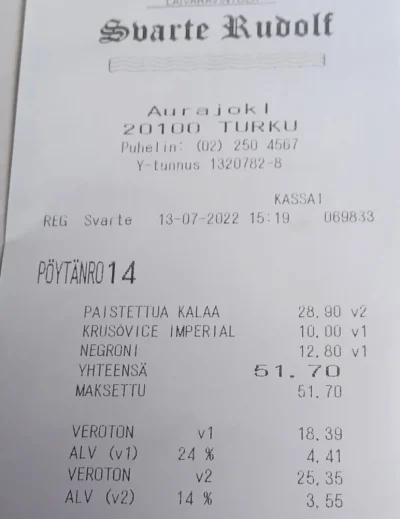 LAIVARAVINTOLA
Svarte Rudolf
Aurajoki
20100 TURKU
Puhelin: (02) 250 4567
Y-tunnus 1320782-8
KASSA1
REG Svarte 13-07-2022 15:19 069833
PÖYTÄNRO14
PAISTETTUA KALAA 28,90 v2
KRUSOVICE IMPERIAL 10,00 v1
NEGRONI 12,80 v1
YHTEENSÄ 51.70
MAKSETTU 51,70
VEROTON v1 18,39
ALV (v1) 24 % 4,41
VEROTON v2 25,35
ALV (v2) 14 % 3,55